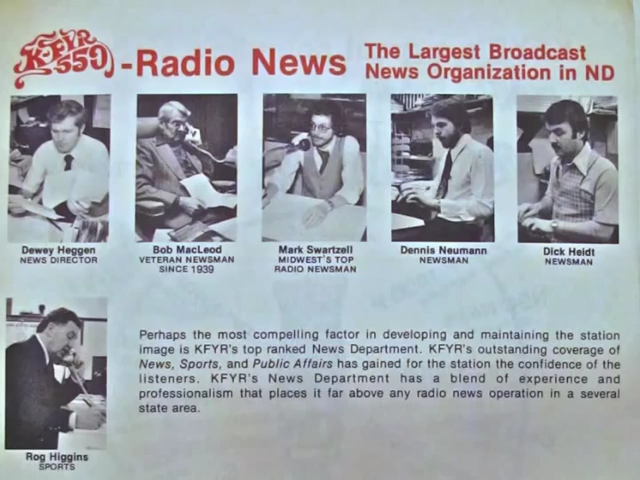 K-FYR
550
-Radio News
The Largest Broadcast
News Organization in ND
Dewey Heggen
NEWS DIRECTOR
Bob MacLeod
VETERAN NEWSMAN
SINCE 1939
Mark Swartzell
MIDWEST'S TOP
RADIO NEWSMAN
Dennis Neumann
NEWSMAN
Dick Heidt
NEWSMAN
Rog Higgins
SPORTS
Perhaps the most compelling factor in developing and maintaining the station
image is KFYR's top ranked News Department. KFYR's outstanding coverage of
News, Sports, and Public Affairs has gained for the station the confidence of the
listeners. KFYR's News Department has a blend of experience and
professionalism that places it far above any radio news operation in a several
state area.